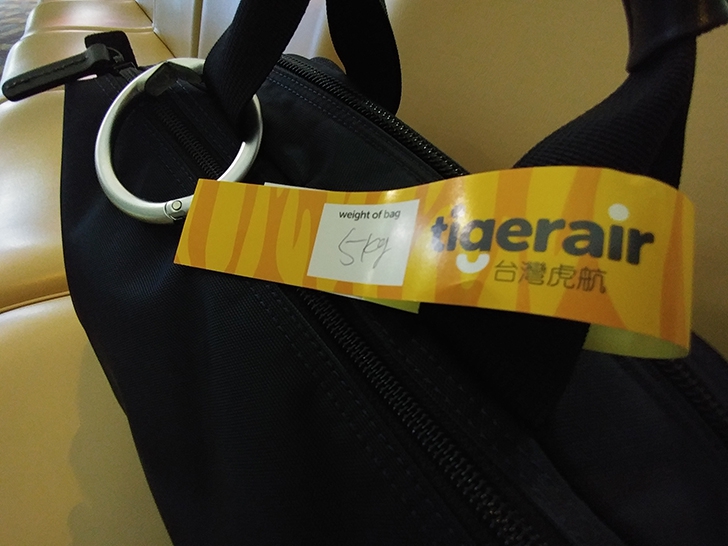 weight of bag
5kg
tigerair
台灣虎航